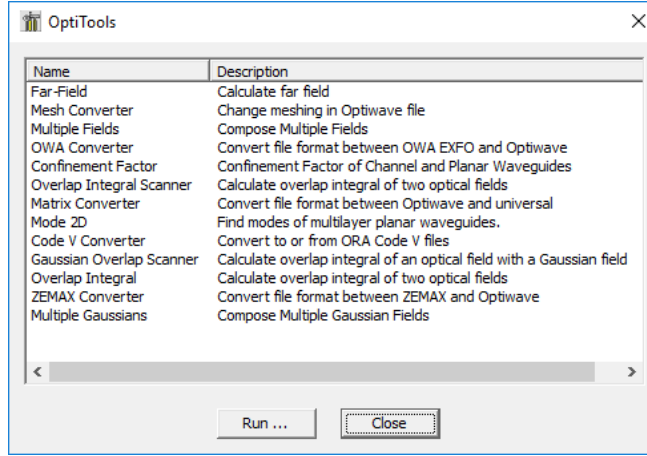 OptiTools
Name Description
Far-Field Calculate far field
Mesh Converter Change meshing in Optiwave file
Multiple Fields Compose Multiple Fields
OWA Converter Convert file format between OWA EXFO and Optiwave
Confinement Factor Confinement Factor of Channel and Planar Waveguides
Overlap Integral Scanner Calculate overlap integral of two optical fields
Matrix Converter Convert file format between Optiwave and universal
Mode 2D Find modes of multilayer planar waveguides.
Code V Converter Convert to or from ORA Code V files
Gaussian Overlap Scanner Calculate overlap integral of an optical field with a Gaussian field
Overlap Integral Calculate overlap integral of two optical fields
ZEMAX Converter Convert file format between ZEMAX and Optiwave
Multiple Gaussians Compose Multiple Gaussian Fields
Run ... Close